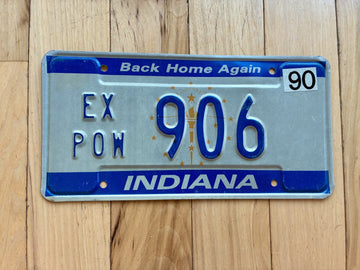 Back Home Again
90
EX
POW
906
INDIANA